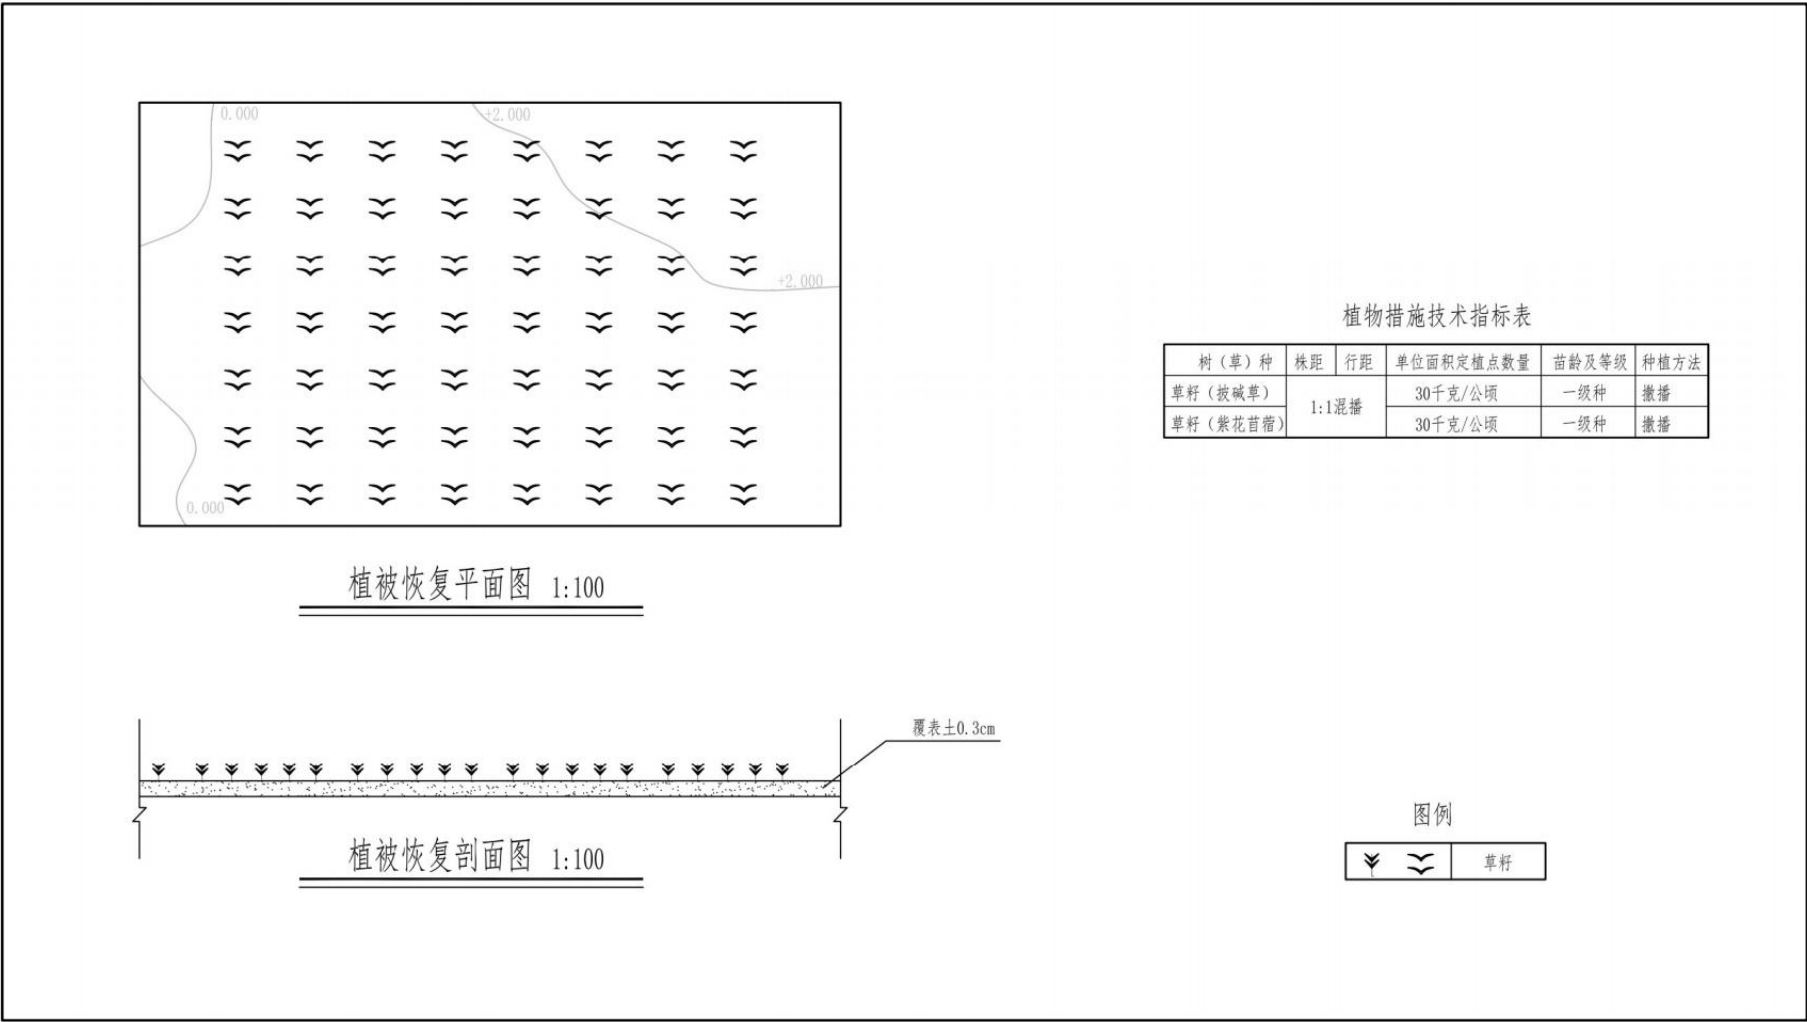 0.000
+2.000
+2.000
0.000
植被恢复平面图 1:100
植物措施技术指标表
树（草）种 株距 行距 单位面积定植点数量 苗龄及等级 种植方法
草籽（披碱草） 1:1混播 30千克/公顷 一级种 撒播
草籽（紫花苜蓿） 30千克/公顷 一级种 撒播
覆表土0.3cm
植被恢复剖面图 1:100
图例
草籽